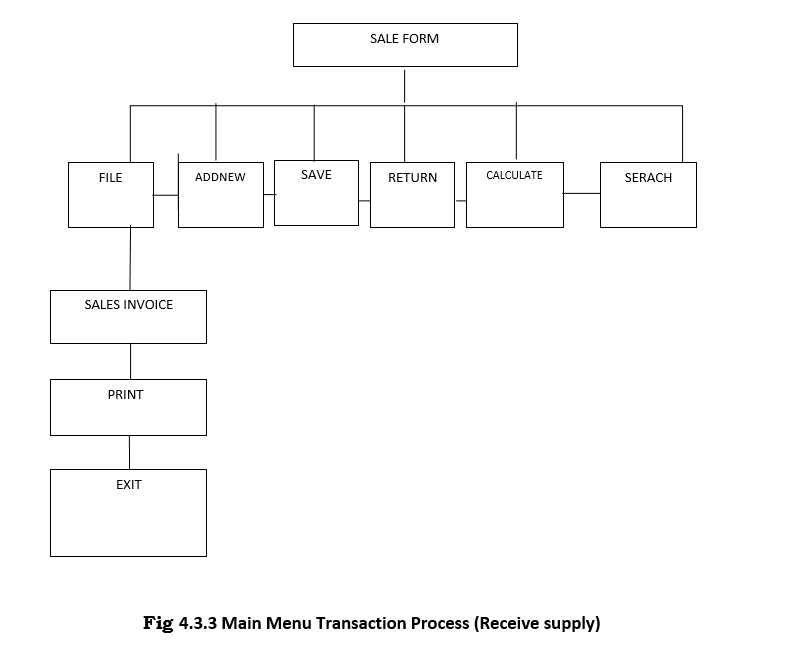 SALE FORM
FILE
ADDNEW
SAVE
RETURN
CALCULATE
SERACH
SALES INVOICE
PRINT
EXIT
Fig 4.3.3 Main Menu Transaction Process (Receive supply)